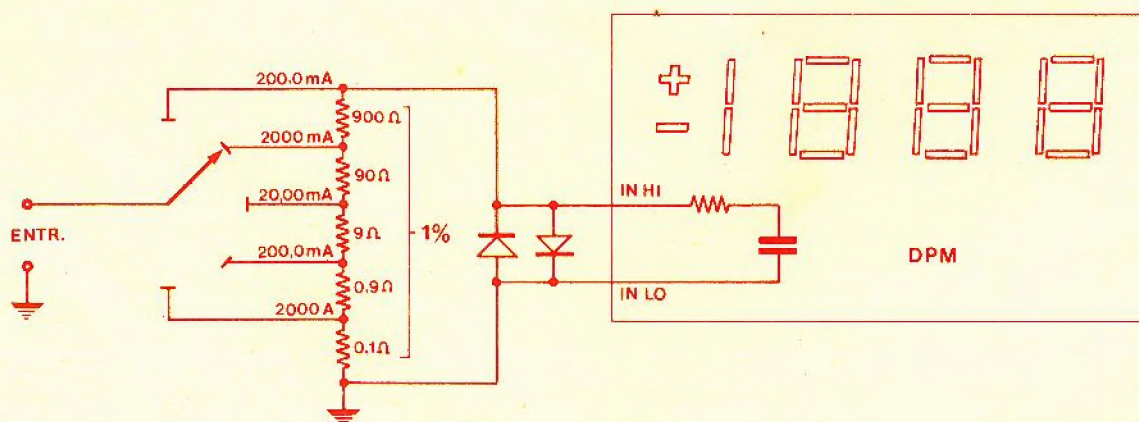 200.0mA
900Ω
2000mA
90Ω
20,00mA
9Ω
1%
200,0mA
0.9Ω
2000A
0.1Ω
ENTR.
IN HI
IN LO
DPM